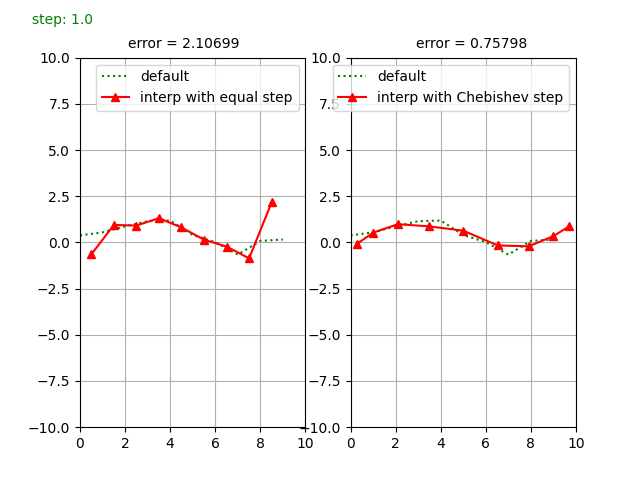 step: 1.0
error = 2.10699
default
interp with equal step
10.0
7.5
5.0
2.5
0.0
−2.5
−5.0
−7.5
−10.0
0 2 4 6 8 10
error = 0.75798
default
interp with Chebishev step
10.0
7.5
5.0
2.5
0.0
−2.5
−5.0
−7.5
−10.0
0 2 4 6 8 10